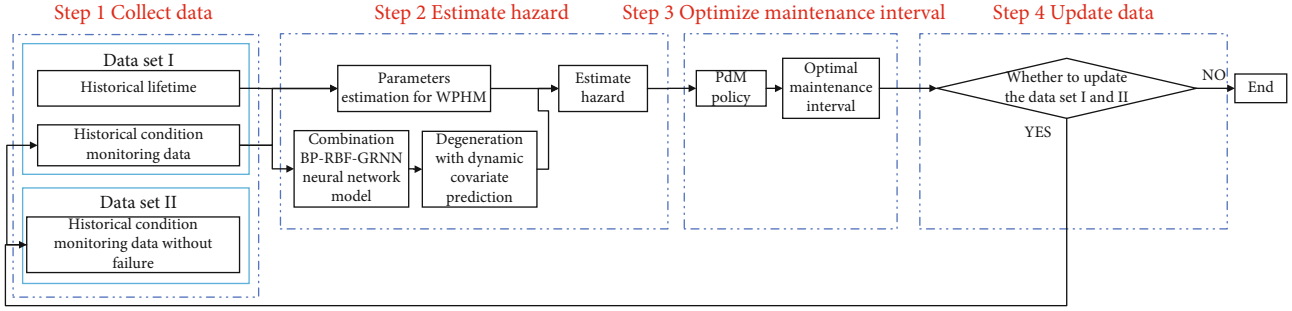 Step 1 Collect data
Step 2 Estimate hazard
Step 3 Optimize maintenance interval
Step 4 Update data
Data set I
Historical lifetime
Historical condition
monitoring data
Data set II
Historical condition
monitoring data without
failure
Parameters
estimation for WPHM
Combination
BP-RBF-GRNN
neural network
model
Degeneration
with dynamic
covariate
prediction
Estimate
hazard
PdM
policy
Optimal
maintenance
interval
Whether to update
the data set I and II
NO
End
YES